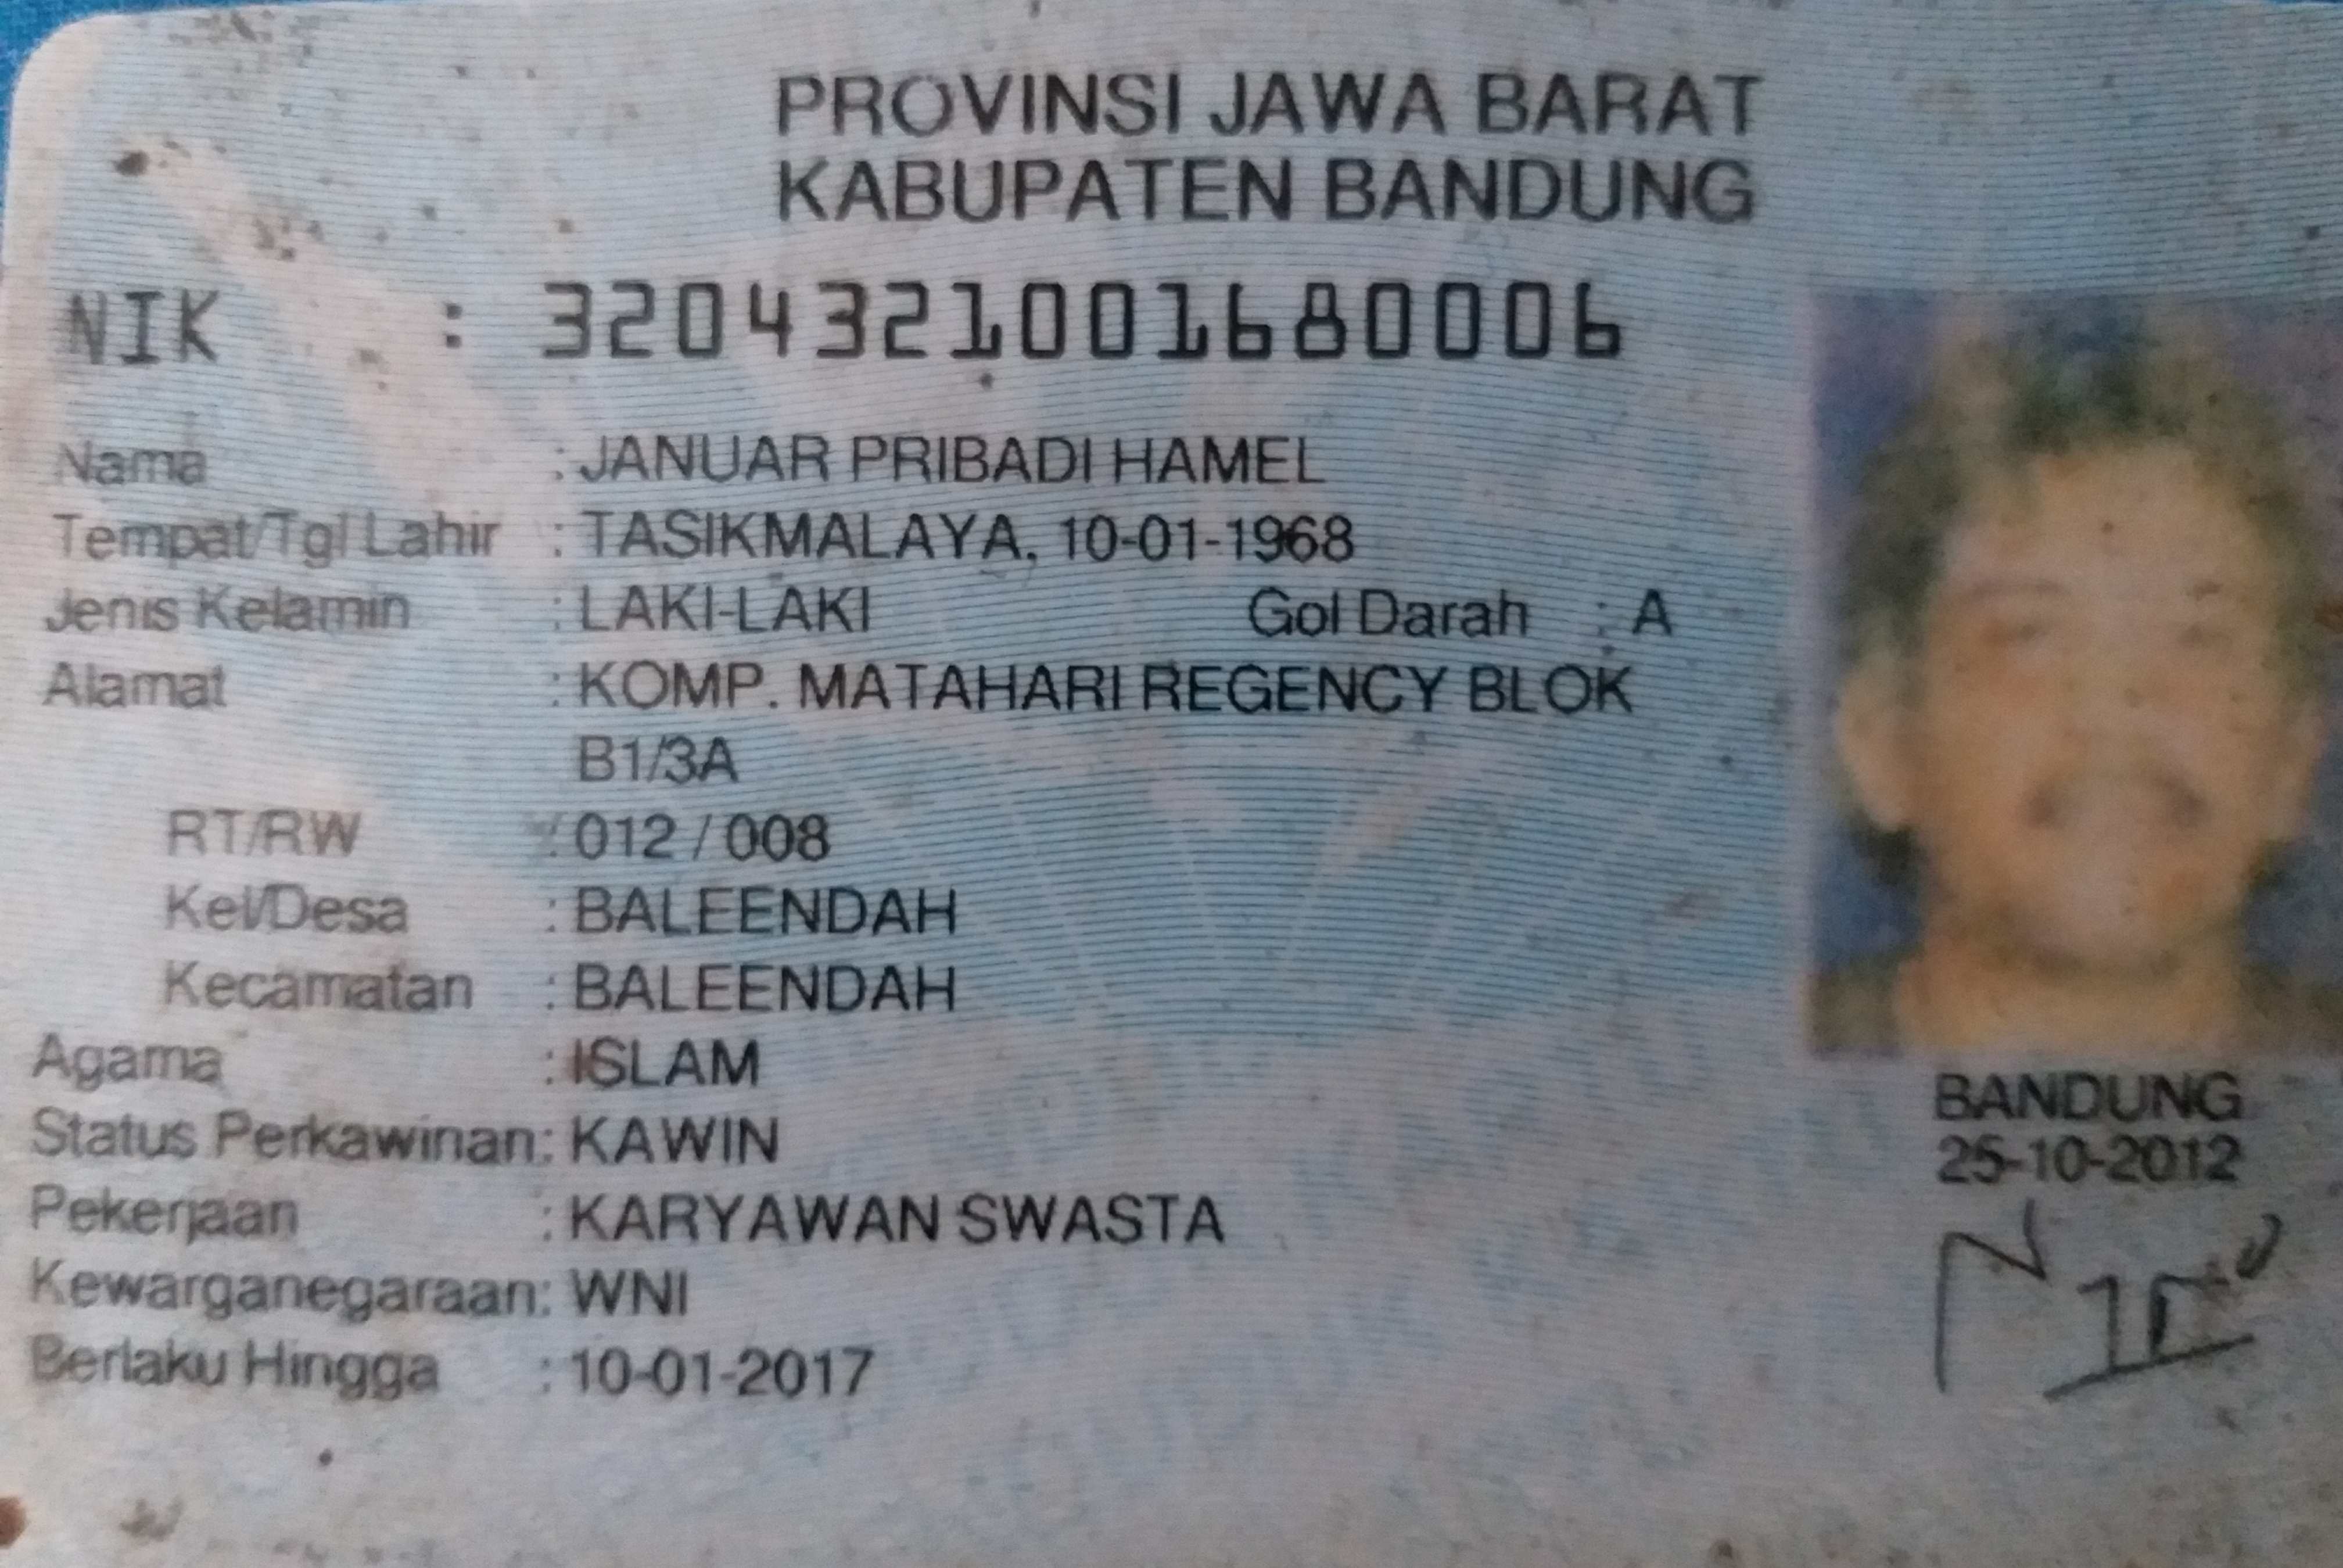 PROVINSI JAWA BARAT
KABUPATEN BANDUNG
NIK : 3204321001680006
Nama : JANUAR PRIBADI HAMEL
Tempat/Tgl Lahir : TASIKMALAYA, 10-01-1968
Jenis Kelamin : LAKI-LAKI Gol Darah : A
Alamat : KOMP. MATAHARI REGENCY BLOK
B1/3A
RT/RW : 012 / 008
Kel/Desa : BALEENDAH
Kecamatan : BALEENDAH
Agama : ISLAM
Status Perkawinan: KAWIN
Pekerjaan : KARYAWAN SWASTA
Kewarganegaraan: WNI
Berlaku Hingga : 10-01-2017
BANDUNG
25-10-2012